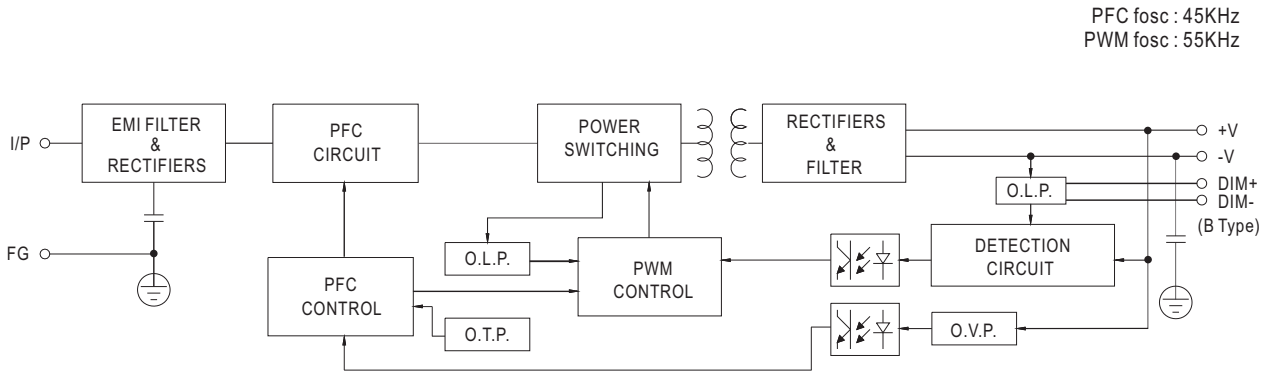 PFC fosc : 45KHz
PWM fosc : 55KHz
I/P
EMI FILTER
&
RECTIFIERS
PFC
CIRCUIT
POWER
SWITCHING
RECTIFIERS
&
FILTER
+V
-V
O.L.P.
DIM+
DIM-
(B Type)
FG
O.L.P.
PFC
CONTROL
PWM
CONTROL
DETECTION
CIRCUIT
O.T.P.
O.V.P.